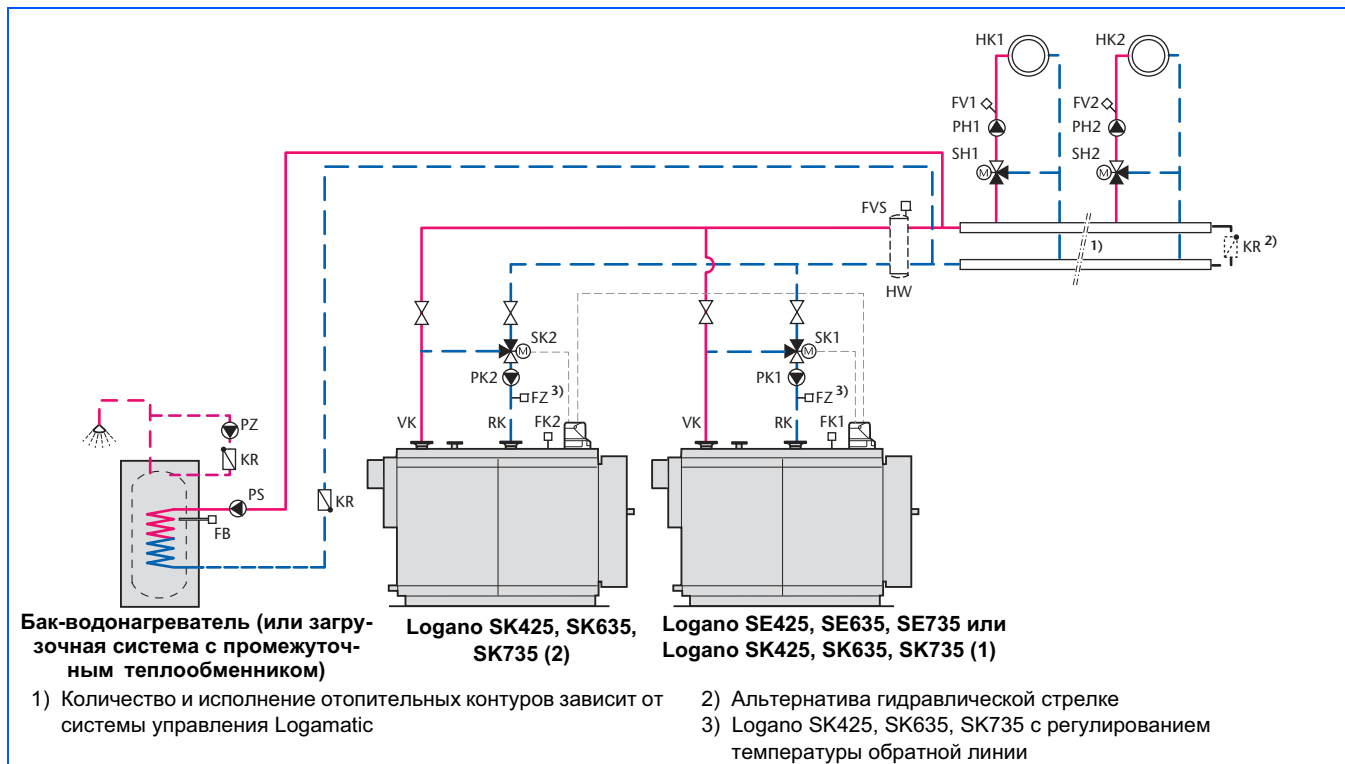 HK1
HK2
FV1
FV2
PH1
PH2
SH1
SH2
M
M
FVS
1)
KR 2)
HW
SK2
SK1
M
M
PK2
PK1
FZ 3)
FZ 3)
VK
RK
FK2
VK
RK
FK1
PZ
KR
PS
KR
FB
Бак-водонагреватель (или загру-
зочная система с промежуточ-
ным теплообменником)
Logano SK425, SK635,
SK735 (2)
Logano SE425, SE635, SE735 или
Logano SK425, SK635, SK735 (1)
1) Количество и исполнение отопительных контуров зависит от
системы управления Logamatic
2) Альтернатива гидравлической стрелке
3) Logano SK425, SK635, SK735 с регулированием
температуры обратной линии